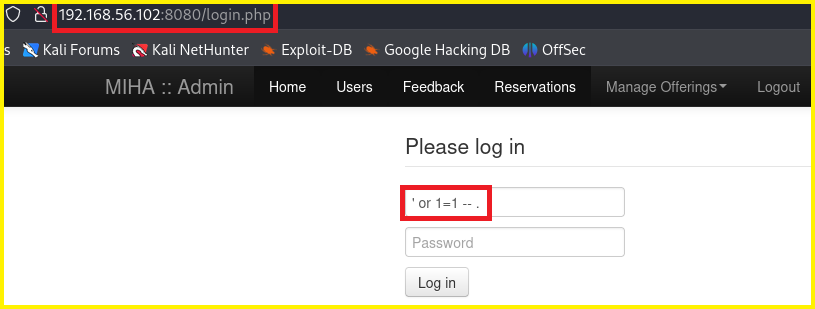 192.168.56.102:8080/login.php
s Kali Forums Kali NetHunter Exploit-DB Google Hacking DB OffSec
MIHA :: Admin Home Users Feedback Reservations Manage Offerings Logout
Please log in
' or 1=1 -- .
Password
Log in